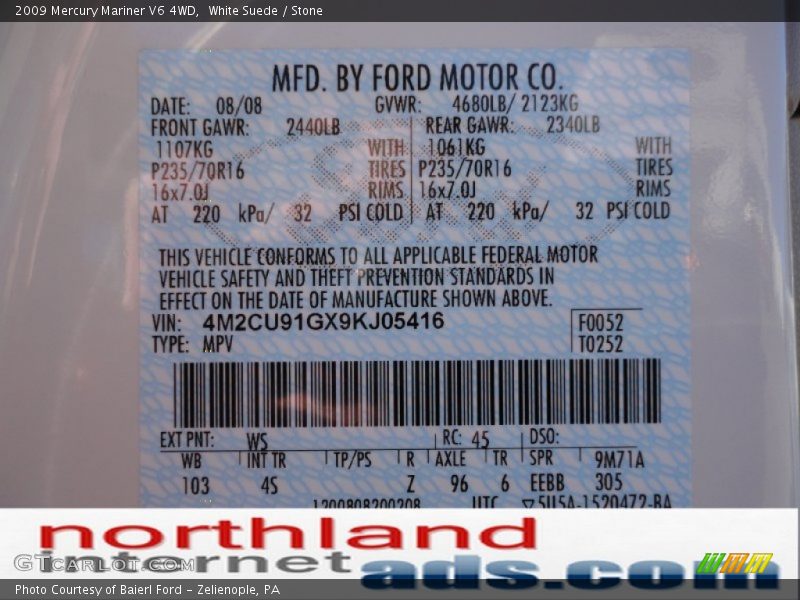 2009 Mercury Mariner V6 4WD,  White Suede / Stone
MFD. BY FORD MOTOR CO.
DATE: 08/08 GVWR: 4680LB/ 2123KG
FRONT GAWR: 2440LB REAR GAWR: 2340LB
1107KG WITH 1061KG WITH
P235/70R16 TIRES P235/70R16 TIRES
16x7.0J RIMS 16x7.0J RIMS
AT 220 kPa/ 32 PSI COLD AT 220 kPa/ 32 PSI COLD
THIS VEHICLE CONFORMS TO ALL APPLICABLE FEDERAL MOTOR
VEHICLE SAFETY AND THEFT PREVENTION STANDARDS IN
EFFECT ON THE DATE OF MANUFACTURE SHOWN ABOVE.
VIN: 4M2CU91GX9KJ05416 F0052
TYPE: MPV T0252
EXT PNT: WS RC: 45 DSO:
WB INT TR TP/PS R AXLE TR SPR 9M71A
103 4S Z 96 6 EEBB 305
1200808200208 UTC ▽5U5A-1520472-BA
northland
internet ads.com
GTCARLOT.COM
Photo Courtesy of Baierl Ford - Zelienople, PA